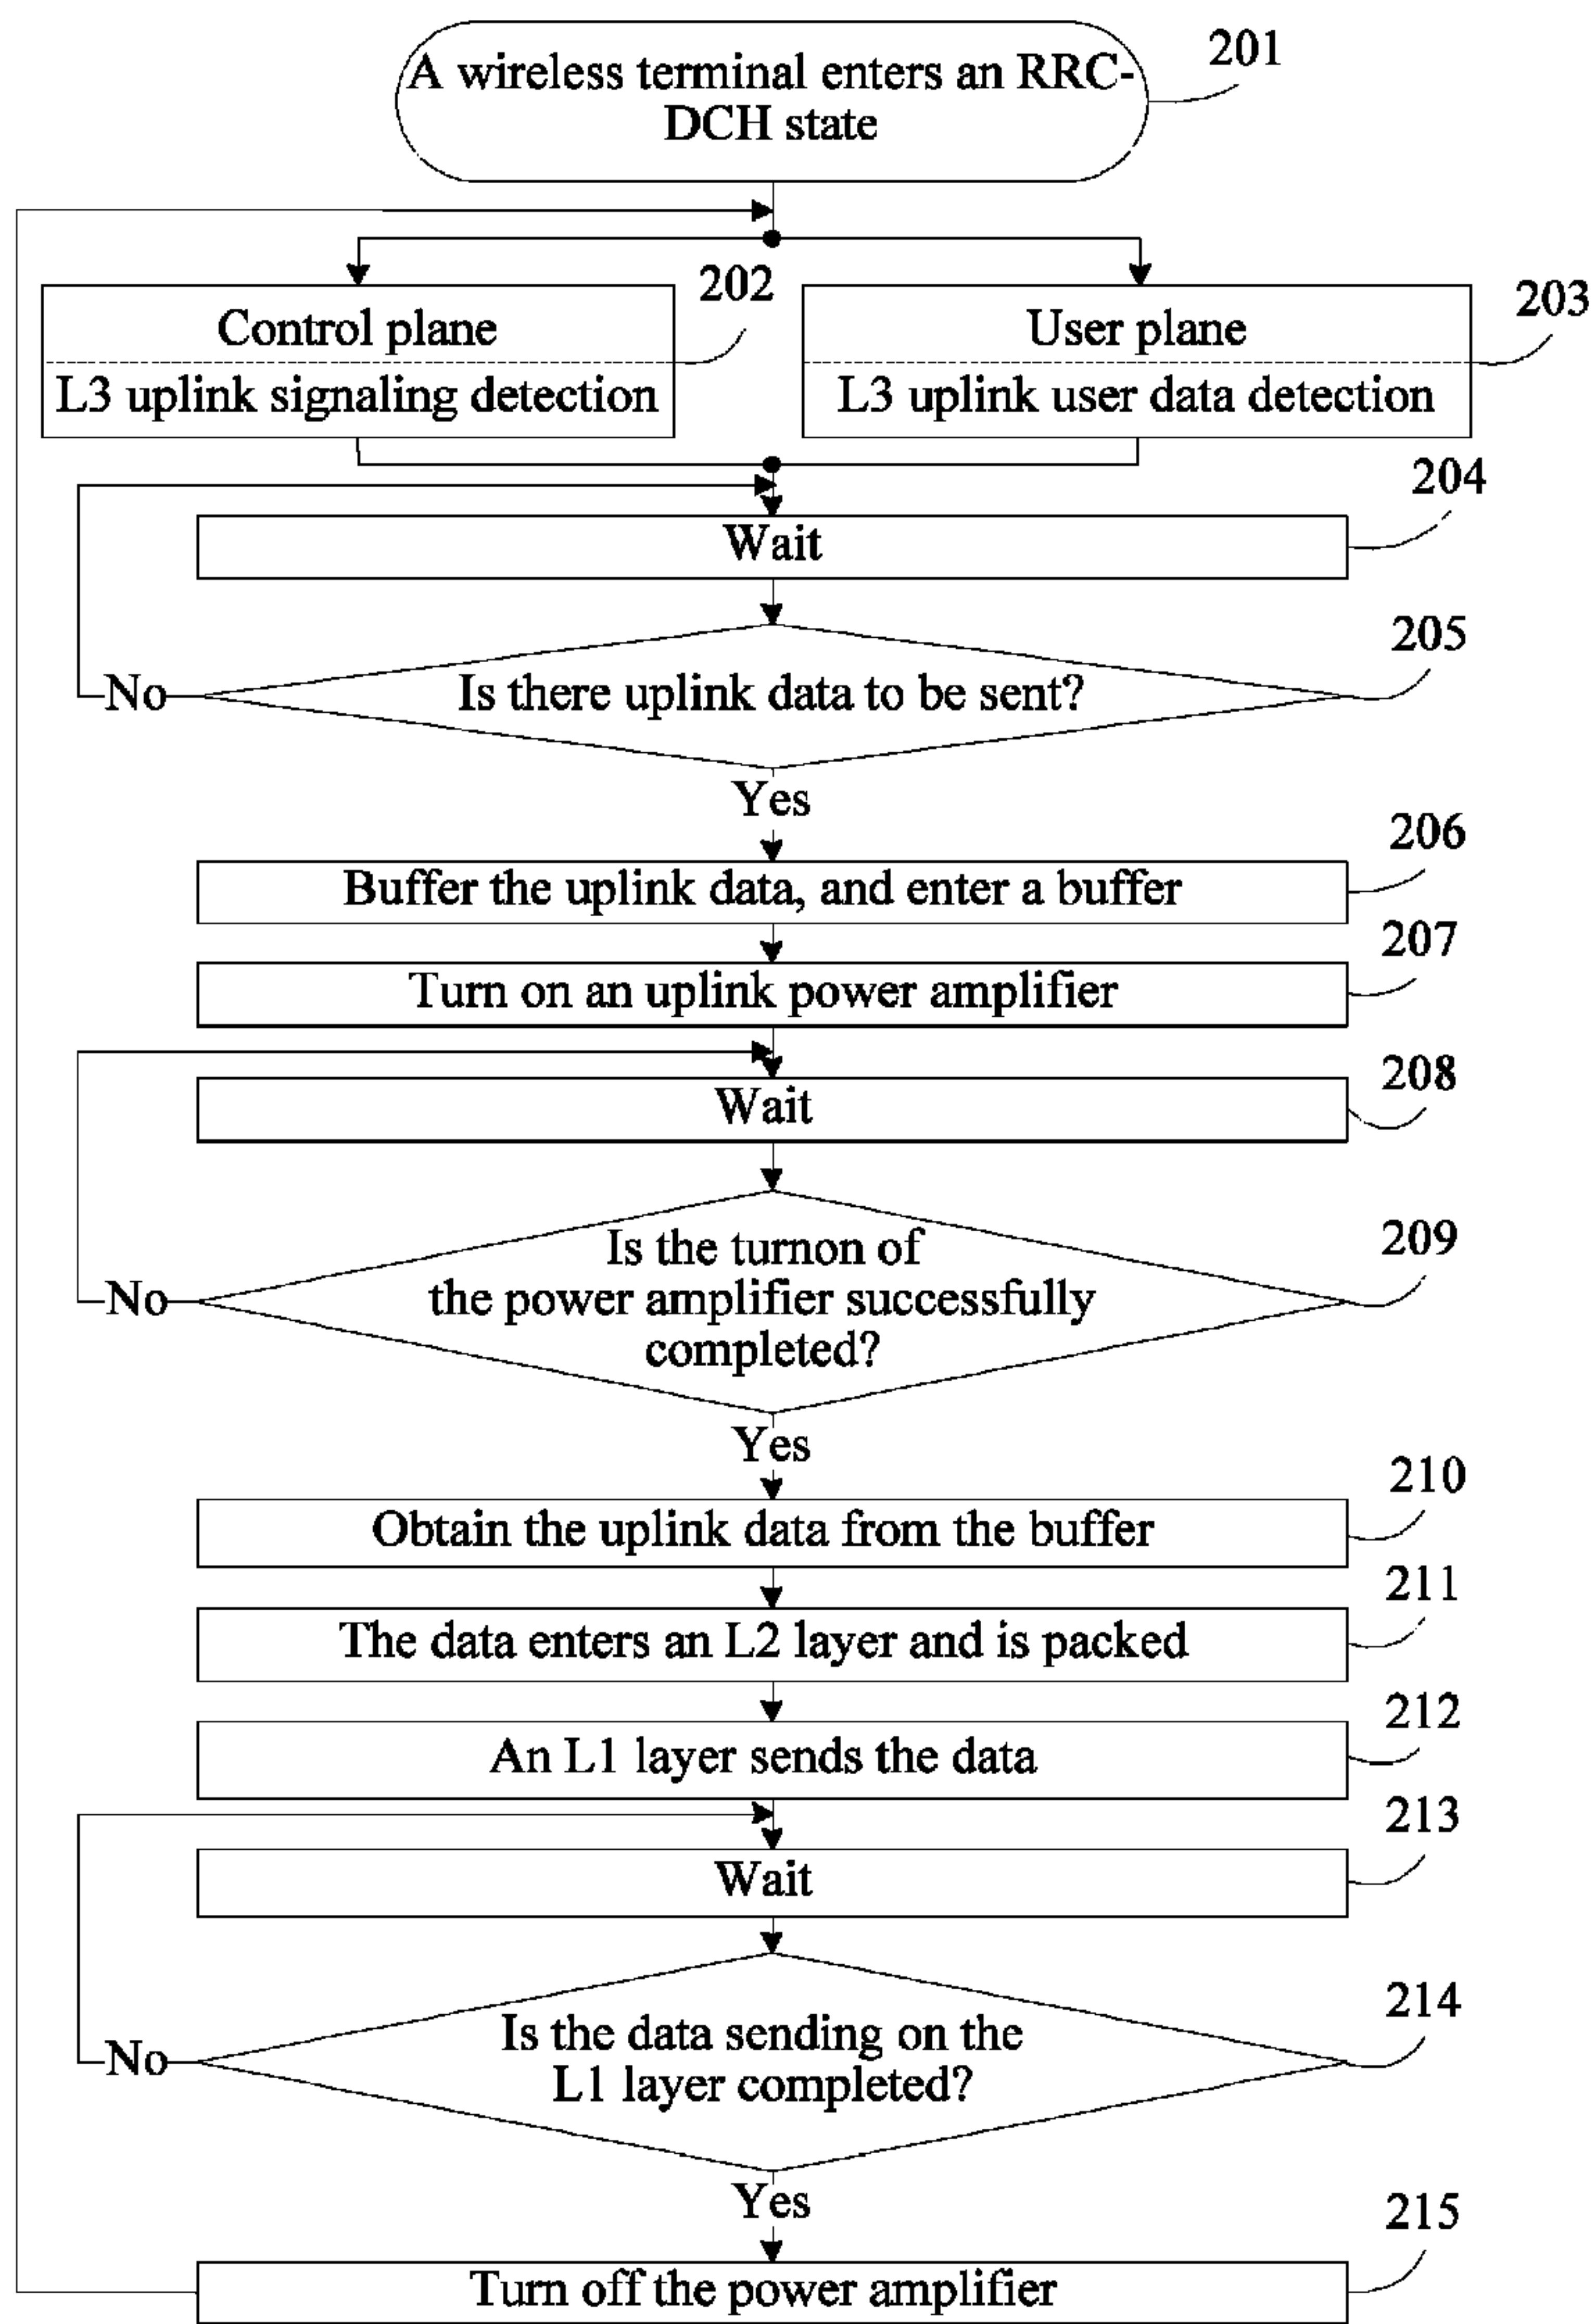 A wireless terminal enters an RRC-
DCH state
201
Control plane
L3 uplink signaling detection
202
User plane
L3 uplink user data detection
203
Wait
204
Is there uplink data to be sent?
205
No
Yes
Buffer the uplink data, and enter a buffer
206
Turn on an uplink power amplifier
207
Wait
208
Is the turnon of
the power amplifier successfully
completed?
209
No
Yes
Obtain the uplink data from the buffer
210
The data enters an L2 layer and is packed
211
An L1 layer sends the data
212
Wait
213
Is the data sending on the
L1 layer completed?
214
No
Yes
Turn off the power amplifier
215